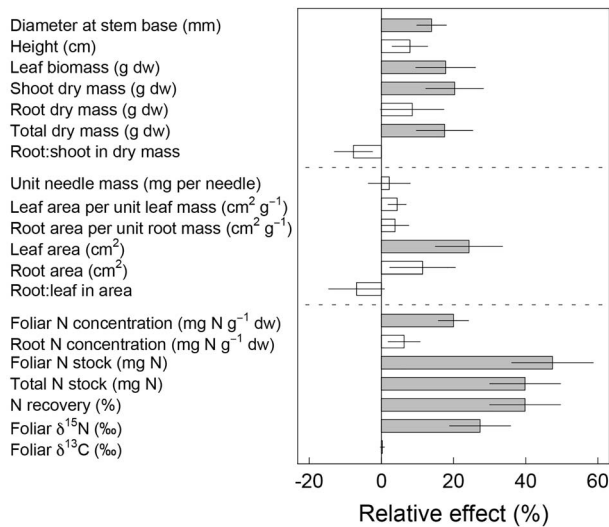 Diameter at stem base (mm)
Height (cm)
Leaf biomass (g dw)
Shoot dry mass (g dw)
Root dry mass (g dw)
Total dry mass (g dw)
Root:shoot in dry mass
Unit needle mass (mg per needle)
Leaf area per unit leaf mass (cm² g⁻¹)
Root area per unit root mass (cm² g⁻¹)
Leaf area (cm²)
Root area (cm²)
Root:leaf in area
Foliar N concentration (mg N g⁻¹ dw)
Root N concentration (mg N g⁻¹ dw)
Foliar N stock (mg N)
Total N stock (mg N)
N recovery (%)
Foliar δ¹⁵N (‰)
Foliar δ¹³C (‰)
-20 0 20 40 60
Relative effect (%)